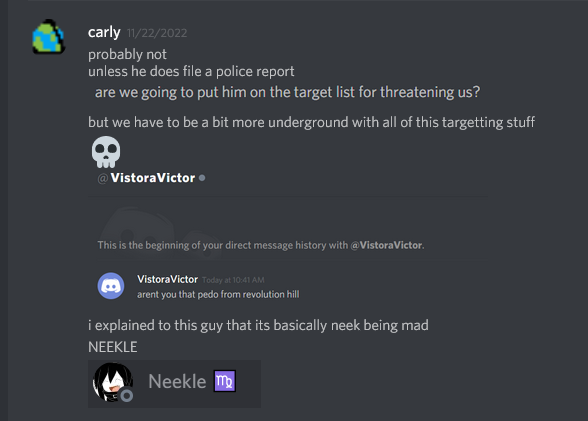 carly 11/22/2022
probably not
unless he does file a police report
are we going to put him on the target list for threatening us?
but we have to be a bit more underground with all of this targetting stuff
@VistoraVictor
This is the beginning of your direct message history with @VistoraVictor.
VistoraVictor Today at 10:41 AM
arent you that pedo from revolution hill
i explained to this guy that its basically neek being mad
NEEKLE
Neekle ♍